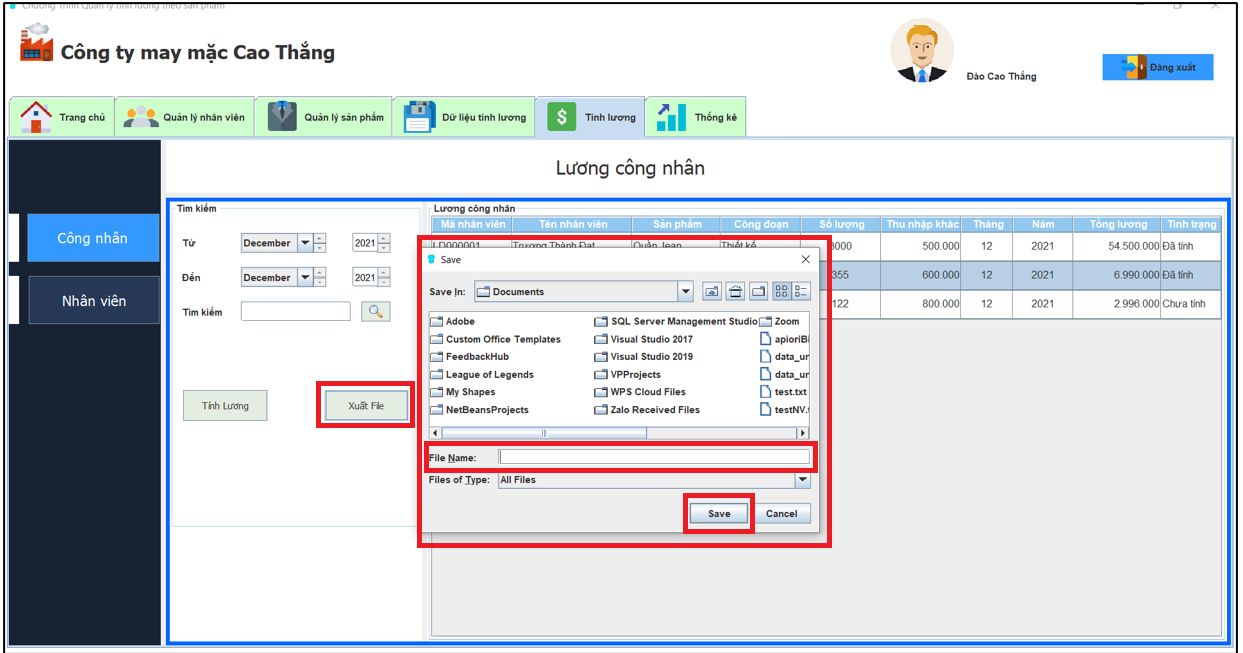 Chương Trình Quản lý tính lương theo sản phẩm
Công ty may mặc Cao Thắng
Đào Cao Thắng
Đăng xuất
Trang chủ
Quản lý nhân viên
Quản lý sản phẩm
Dữ liệu tính lương
Tính lương
Thống kê
Lương công nhân
Công nhân
Nhân viên
Tìm kiếm
Từ December 2021
Đến December 2021
Tìm kiếm
Tính Lương
Xuất File
Lương công nhân
Mã nhân viên Tên nhân viên Sản phẩm Công đoạn Số lượng Thu nhập khác Tháng Năm Tổng lương Tình trạng
LD000001 Trương Thành Đạt Quần Jean Thiết kế 3000 500.000 12 2021 54.500.000 Đã tính
355 600.000 12 2021 6.990.000 Đã tính
122 800.000 12 2021 2.996.000 Chưa tính
Save
Save In: Documents
Adobe
Custom Office Templates
FeedbackHub
League of Legends
My Shapes
NetBeansProjects
SQL Server Management Studio
Visual Studio 2017
Visual Studio 2019
VPProjects
WPS Cloud Files
Zalo Received Files
Zoom
apioriBi
data_ur
data_ur
test.txt
testNV.
File Name:
Files of Type: All Files
Save
Cancel